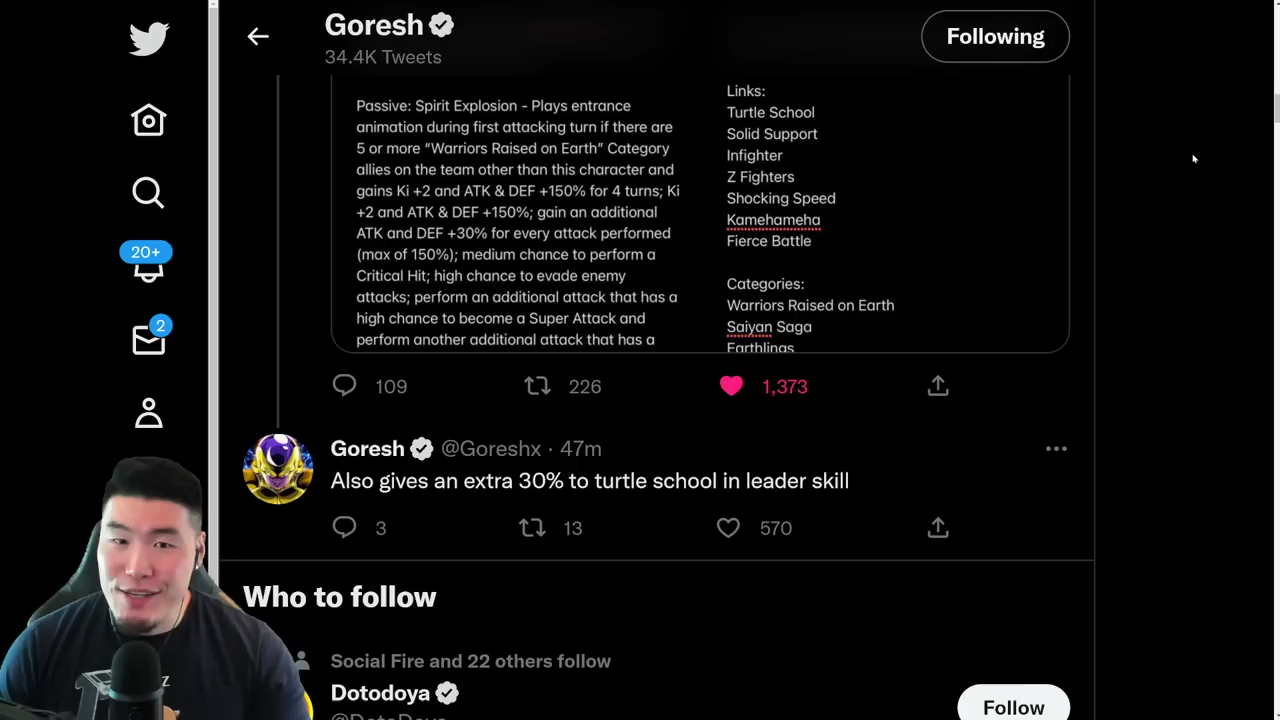 Goresh
34.4K Tweets
Following
Passive: Spirit Explosion - Plays entrance
animation during first attacking turn if there are
5 or more “Warriors Raised on Earth” Category
allies on the team other than this character and
gains Ki +2 and ATK & DEF +150% for 4 turns; Ki
+2 and ATK & DEF +150%; gain an additional
ATK and DEF +30% for every attack performed
(max of 150%); medium chance to perform a
Critical Hit; high chance to evade enemy
attacks; perform an additional attack that has a
high chance to become a Super Attack and
perform another additional attack that has a
Links:
Turtle School
Solid Support
Infighter
Z Fighters
Shocking Speed
Kamehameha
Fierce Battle
Categories:
Warriors Raised on Earth
Saiyan Saga
Earthlings
20+
2
109
226
1,373
Goresh @Goreshx · 47m
Also gives an extra 30% to turtle school in leader skill
3
13
570
Who to follow
Social Fire and 22 others follow
Dotodoya
@DotoDoya
Follow